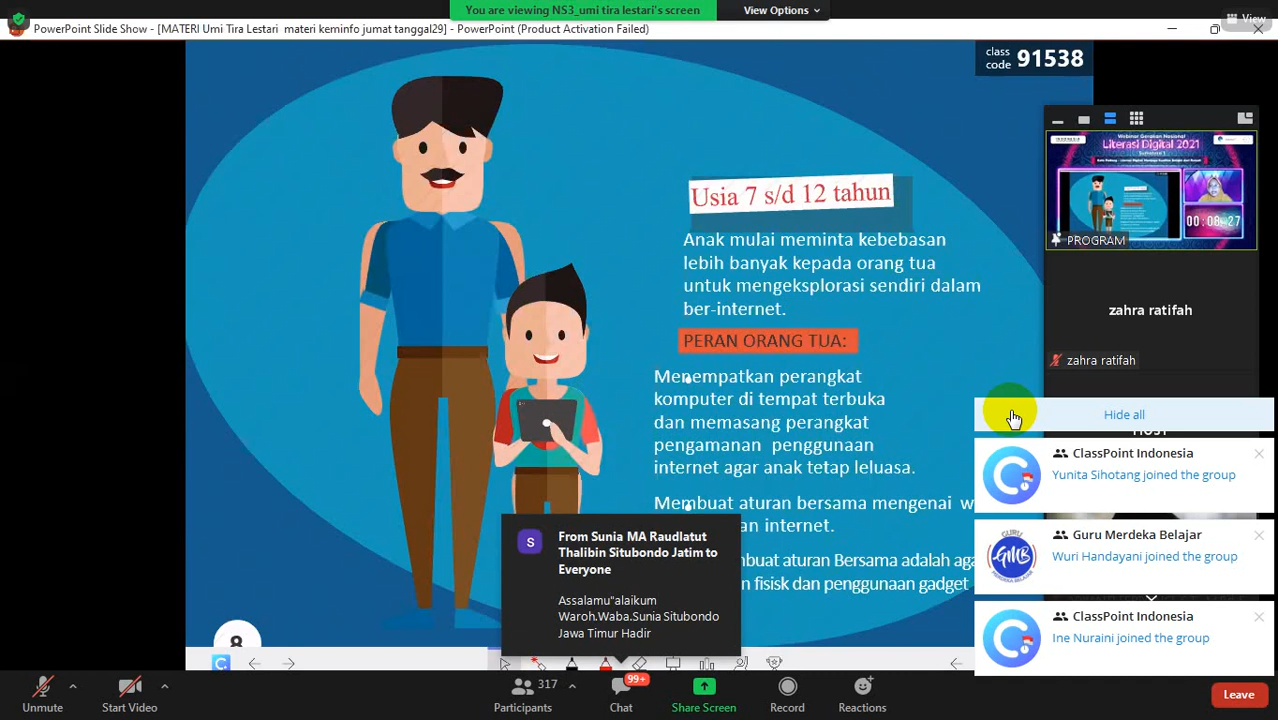 You are viewing NS3_umi tira lestari's screen
View Options
View
PowerPoint Slide Show - [MATERI Umi Tira Lestari materi keminfo jumat tanggal29] - PowerPoint (Product Activation Failed)
class
code 91538
Usia 7 s/d 12 tahun
Anak mulai meminta kebebasan
lebih banyak kepada orang tua
untuk mengeksplorasi sendiri dalam
ber-internet.
PERAN ORANG TUA:
Menempatkan perangkat
komputer di tempat terbuka
dan memasang perangkat
pengamanan penggunaan
internet agar anak tetap leluasa.
Membuat aturan bersama mengenai
an internet.
mbuat aturan Bersama adalah
n fisisk dan penggunaan gadget
8
Webinar Gerakan Nasional
Literasi Digital 2021
00:08:27
PROGRAM
zahra ratifah
zahra ratifah
Hide all
ClassPoint Indonesia
Yunita Sihotang joined the group
Guru Merdeka Belajar
Wuri Handayani joined the group
GMB
ClassPoint Indonesia
Ine Nuraini joined the group
S
From Sunia MA Raudlatut
Thalibin Situbondo Jatim to
Everyone
Assalamu"alaikum
Waroh.Waba.Sunia Situbondo
Jawa Timur Hadir
Unmute
Start Video
317
Participants
99+
Chat
Share Screen
Record
Reactions
Leave